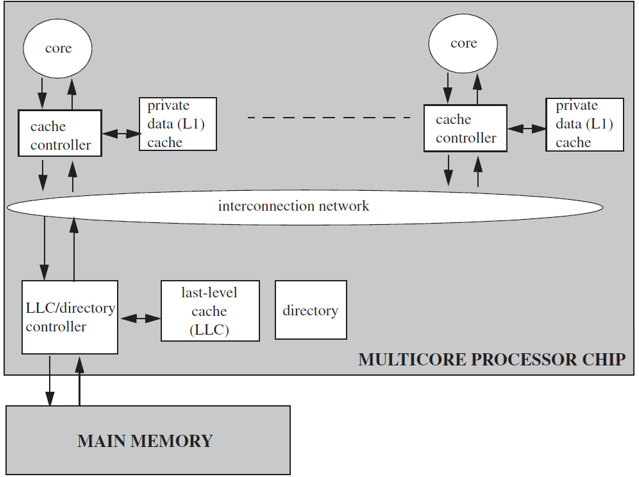 core
core
private
data (L1)
cache
cache
controller
private
data (L1)
cache
cache
controller
interconnection network
LLC/directory
controller
last-level
cache
(LLC)
directory
MULTICORE PROCESSOR CHIP
MAIN MEMORY